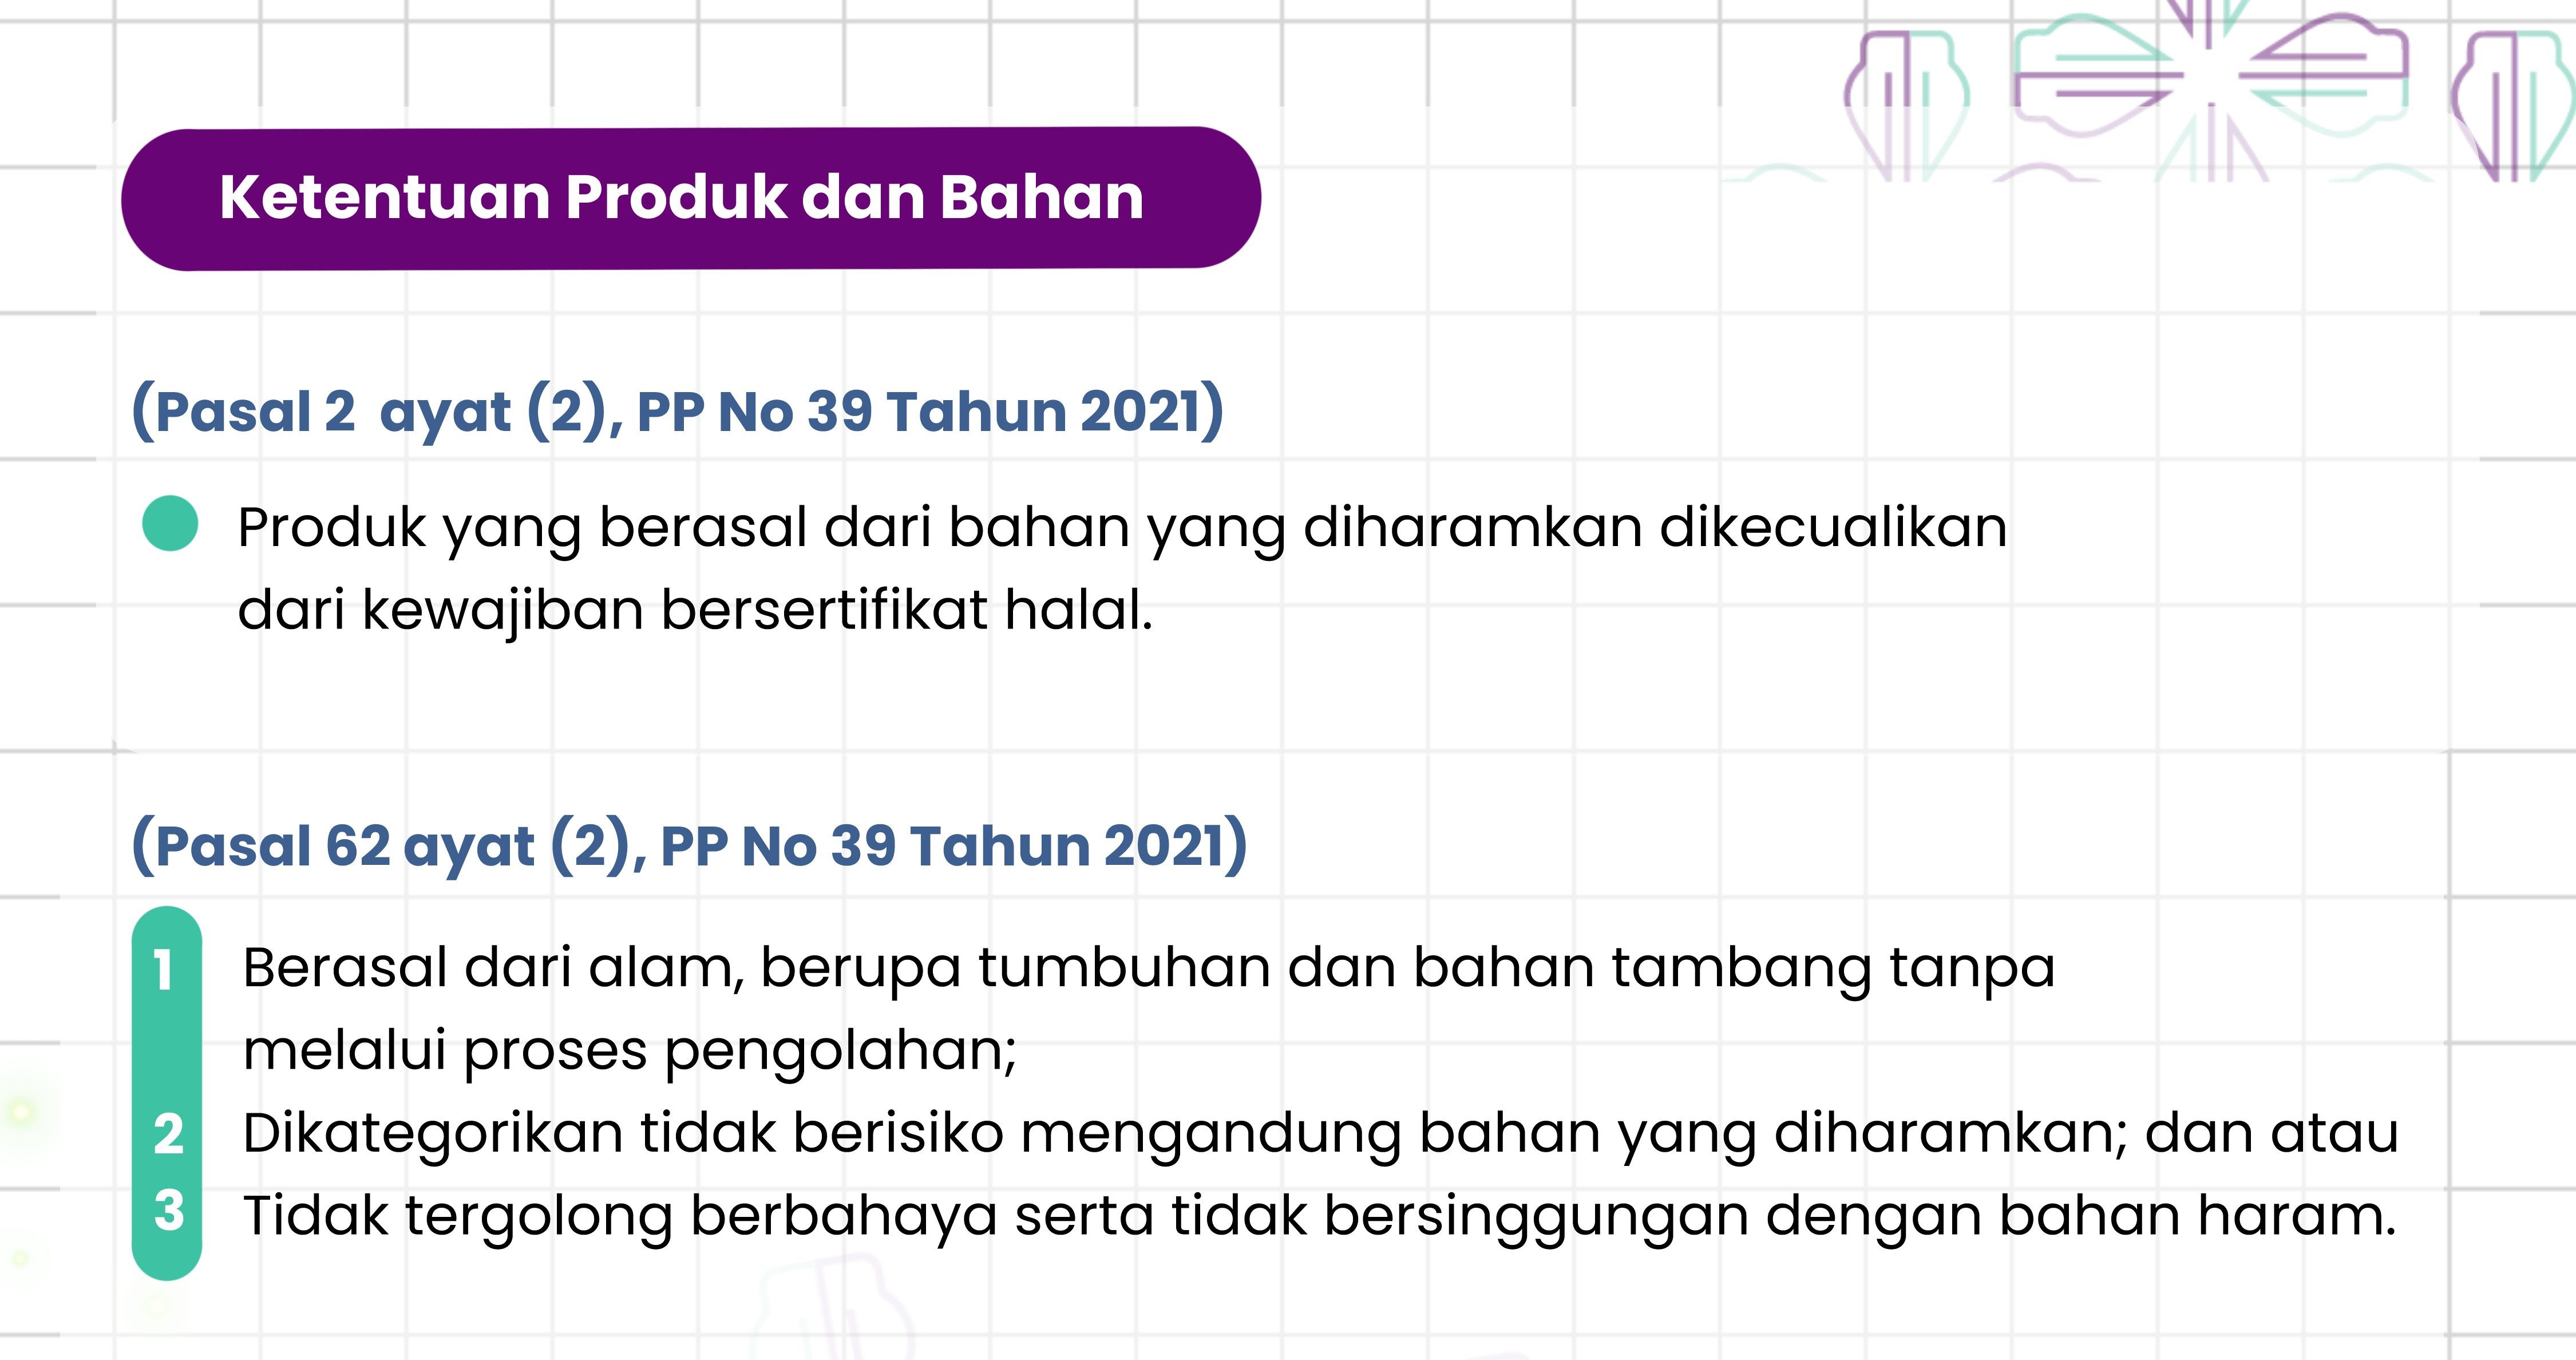 Ketentuan Produk dan Bahan
(Pasal 2 ayat (2), PP No 39 Tahun 2021)
Produk yang berasal dari bahan yang diharamkan dikecualikan
dari kewajiban bersertifikat halal.
(Pasal 62 ayat (2), PP No 39 Tahun 2021)
1 Berasal dari alam, berupa tumbuhan dan bahan tambang tanpa
melalui proses pengolahan;
2 Dikategorikan tidak berisiko mengandung bahan yang diharamkan; dan atau
3 Tidak tergolong berbahaya serta tidak bersinggungan dengan bahan haram.